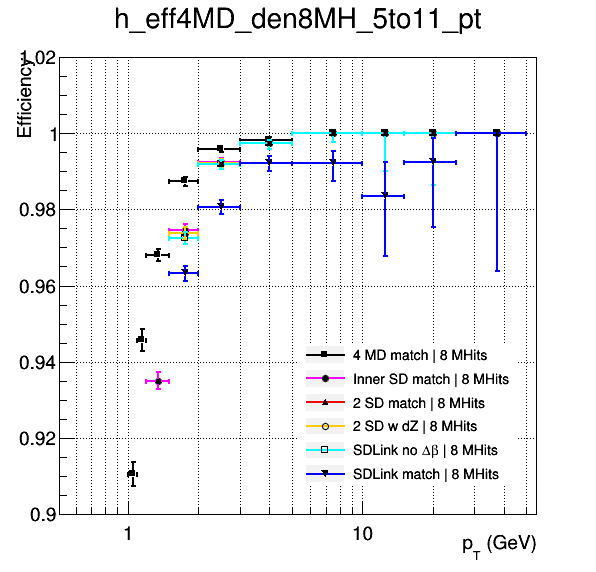 h_eff4MD_den8MH_5to11_pt
Efficiency
1.02
1
0.98
0.96
0.94
0.92
0.9
4 MD match | 8 MHits
Inner SD match | 8 MHits
2 SD match | 8 MHits
2 SD w dZ | 8 MHits
SDLink no Δβ | 8 MHits
SDLink match | 8 MHits
1
10
p_T (GeV)